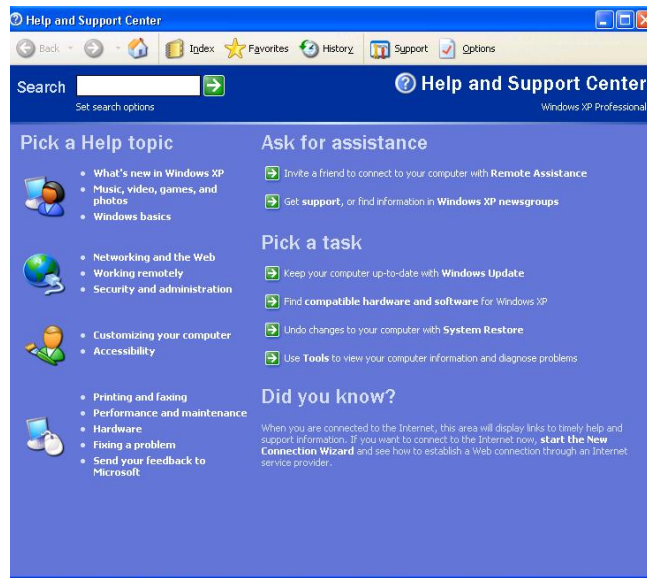 Help and Support Center
Back
Index
Favorites
History
Support
Options
Search
Set search options
Help and Support Center
Windows XP Professional
Pick a Help topic
What's new in Windows XP
Music, video, games, and
photos
Windows basics
Networking and the Web
Working remotely
Security and administration
Customizing your computer
Accessibility
Printing and faxing
Performance and maintenance
Hardware
Fixing a problem
Send your feedback to
Microsoft
Ask for assistance
Invite a friend to connect to your computer with Remote Assistance
Get support, or find information in Windows XP newsgroups
Pick a task
Keep your computer up-to-date with Windows Update
Find compatible hardware and software for Windows XP
Undo changes to your computer with System Restore
Use Tools to view your computer information and diagnose problems
Did you know?
When you are connected to the Internet, this area will display links to timely help and
support information. If you want to connect to the Internet now, start the New
Connection Wizard and see how to establish a Web connection through an Internet
service provider.